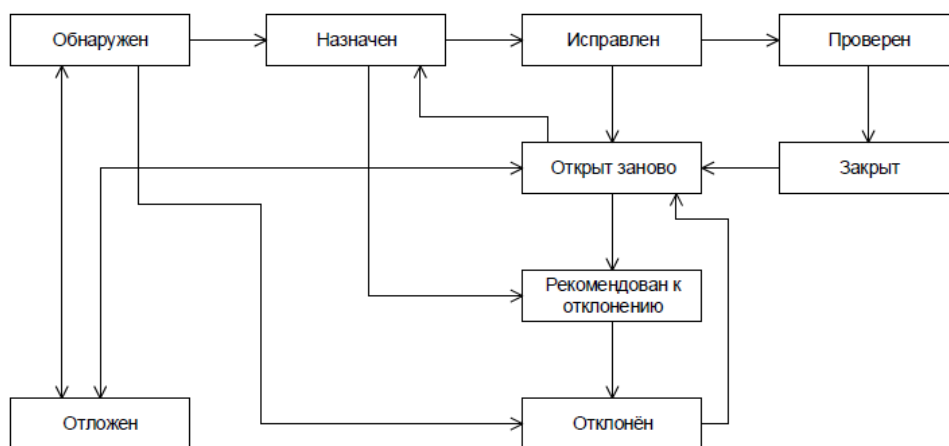 Обнаружен
Назначен
Исправлен
Проверен
Открыт заново
Закрыт
Рекомендован к
отклонению
Отложен
Отклонён